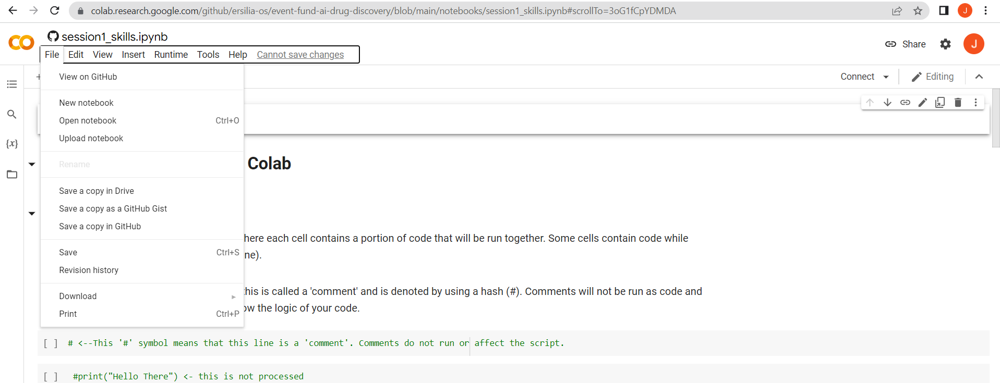 colab.research.google.com/github/ersilia-os/event-fund-ai-drug-discovery/blob/main/notebooks/session1_skills.ipynb#scrollTo=3oG1fCpYDMDA
J
session1_skills.ipynb
File Edit View Insert Runtime Tools Help Cannot save changes
Share
J
View on GitHub
Connect
Editing
New notebook
Open notebook Ctrl+O
Upload notebook
{x}
Rename
Colab
Save a copy in Drive
Save a copy as a GitHub Gist
Save a copy in GitHub
here each cell contains a portion of code that will be run together. Some cells contain code while
Save Ctrl+S
ne).
Revision history
this is called a 'comment' and is denoted by using a hash (#). Comments will not be run as code and
Download
ow the logic of your code.
Print Ctrl+P
[ ] # <--This '#' symbol means that this line is a 'comment'. Comments do not run or affect the script.
[ ] #print("Hello There") <- this is not processed